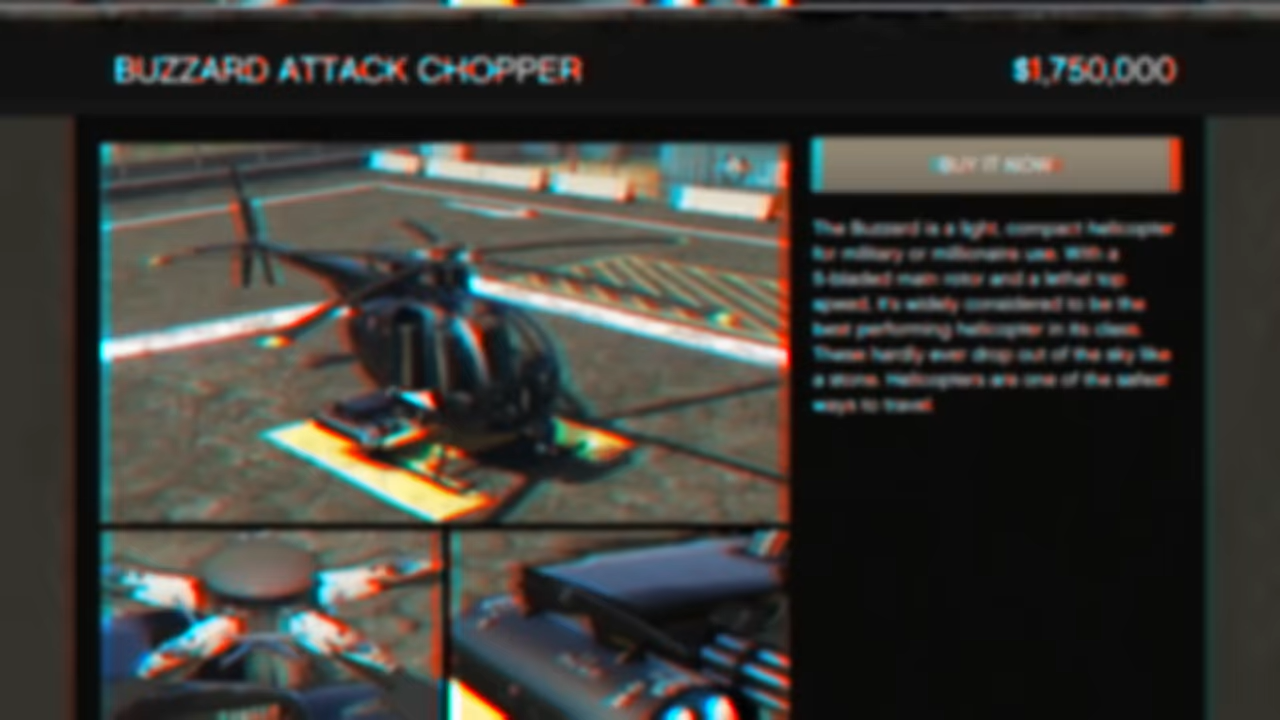 BUZZARD ATTACK CHOPPER
$1,750,000
BUY IT NOW
The Buzzard is a light, compact helicopter
for military or millionaire use. With a
5-bladed main rotor and a lethal top
speed, it's widely considered to be the
best performing helicopter in its class.
These hardly ever drop out of the sky like
a stone. Helicopters are one of the safest
ways to travel.